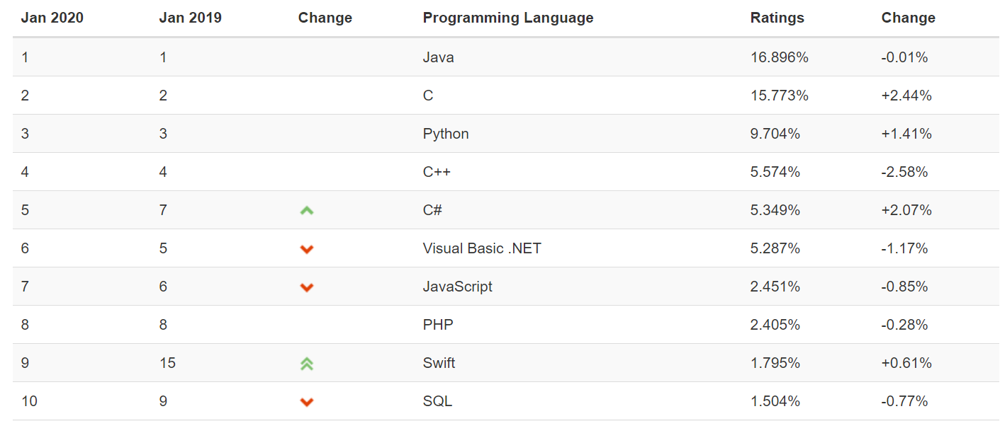 Jan 2020 Jan 2019 Change Programming Language Ratings Change
1 1 Java 16.896% -0.01%
2 2 C 15.773% +2.44%
3 3 Python 9.704% +1.41%
4 4 C++ 5.574% -2.58%
5 7 C# 5.349% +2.07%
6 5 Visual Basic .NET 5.287% -1.17%
7 6 JavaScript 2.451% -0.85%
8 8 PHP 2.405% -0.28%
9 15 Swift 1.795% +0.61%
10 9 SQL 1.504% -0.77%